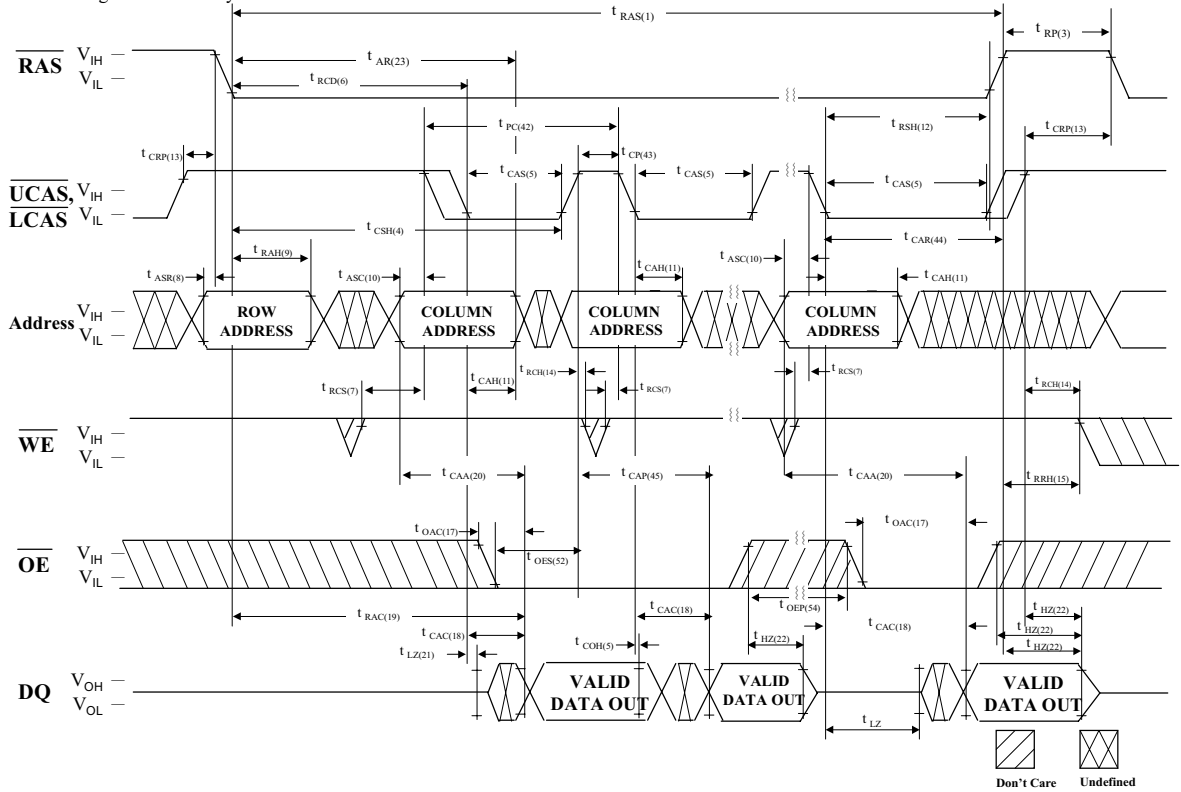 t RAS(1)
t RP(3)
RAS
V IH
V IL
t AR(23)
t RCD(6)
t PC(42)
t RSH(12)
t CRP(13)
t CRP(13)
t CAS(5)
t CP(43)
t CAS(5)
t CAS(5)
UCAS,
LCAS
V IH
V IL
t CSH(4)
t CAR(44)
t RAH(9)
t ASR(8)
t ASC(10)
t CAH(11)
t ASC(10)
t CAH(11)
Address
V IH
V IL
ROW
ADDRESS
COLUMN
ADDRESS
COLUMN
ADDRESS
COLUMN
ADDRESS
t RCS(7)
t CAH(11)
t RCH(14)
t RCS(7)
t RCS(7)
t RCH(14)
WE
V IH
V IL
t CAA(20)
t CAP(45)
t CAA(20)
t RRH(15)
t OAC(17)
t OES(52)
t OAC(17)
OE
V IH
V IL
t OEP(54)
t RAC(19)
t CAC(18)
t CAC(18)
t CAC(18)
t HZ(22)
t HZ(22)
t HZ(22)
t HZ(22)
t LZ(21)
t COH(5)
DQ
V OH
V OL
VALID
DATA OUT
VALID
DATA OUT
VALID
DATA OUT
t LZ
Don't Care
Undefined